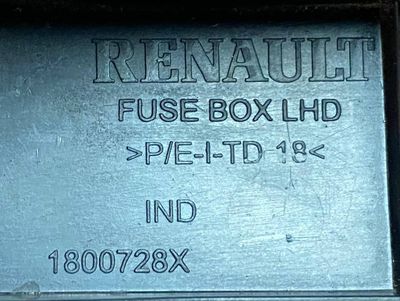 RENAULT
FUSE BOX LHD
>P/E-I-TD 18<
IND
1800728X